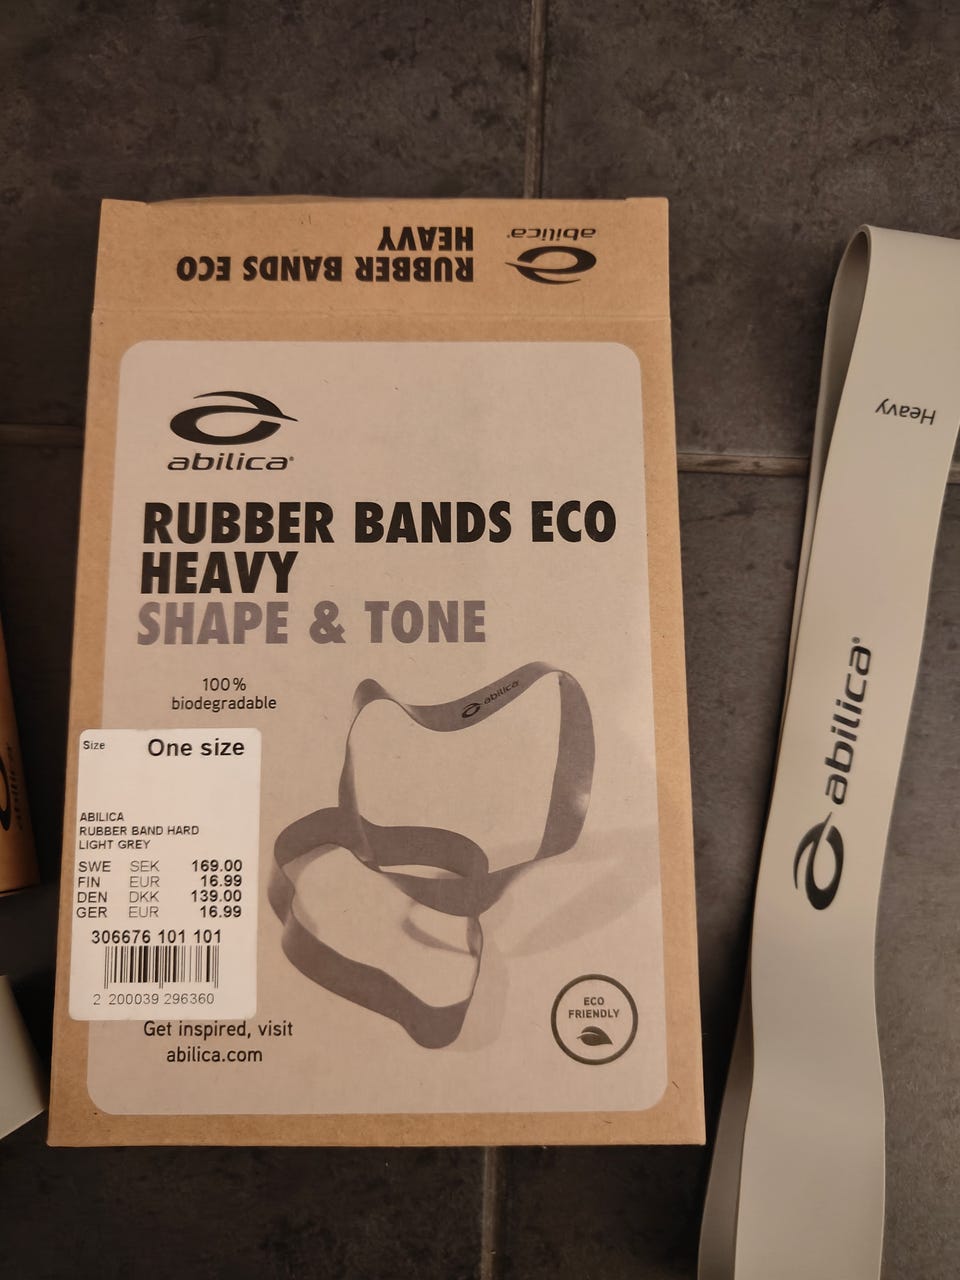 RUBBER BANDS ECO
HEAVY
abilica®
abilica®
RUBBER BANDS ECO
HEAVY
SHAPE & TONE
100%
biodegradable
abilica
Size One size
ABILICA
RUBBER BAND HARD
LIGHT GREY
SWE SEK 169.00
FIN EUR 16.99
DEN DKK 139.00
GER EUR 16.99
306676 101 101
2 200039 296360
Get inspired, visit
abilica.com
ECO
FRIENDLY
Heavy
abilica®